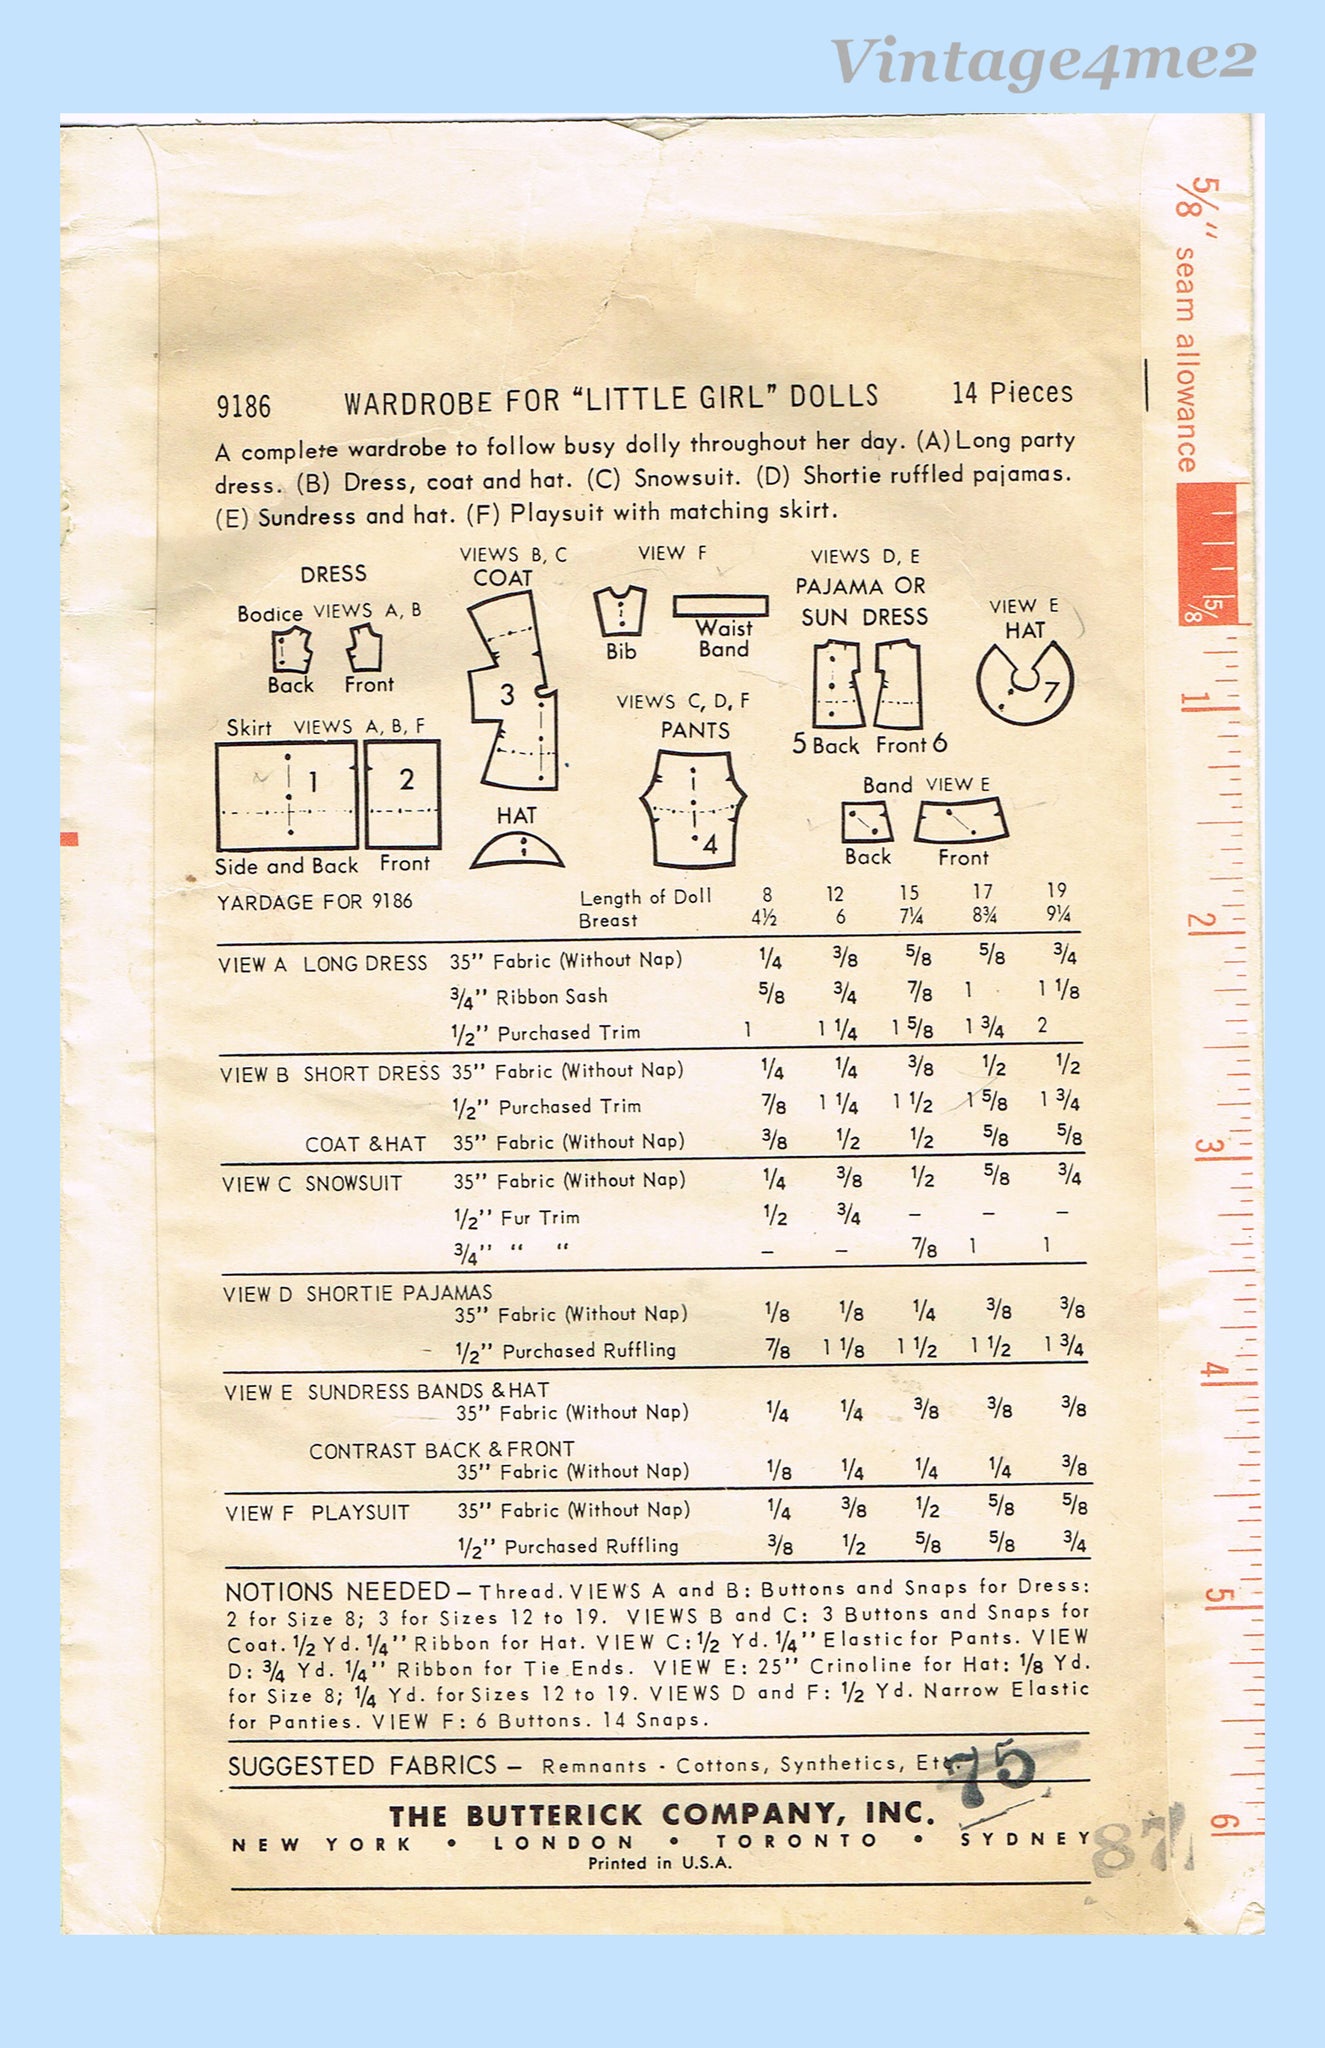 Vintage4me2
5/8" seam allowance
9186 WARDROBE FOR "LITTLE GIRL" DOLLS 14 Pieces
A complete wardrobe to follow busy dolly throughout her day. (A) Long party
dress. (B) Dress, coat and hat. (C) Snowsuit. (D) Shortie ruffled pajamas.
(E) Sundress and hat. (F) Playsuit with matching skirt.
DRESS
Bodice VIEWS A, B
Back Front
Skirt VIEWS A, B, F
1 2
Side and Back Front
VIEWS B, C
COAT
3
HAT
VIEW F
Bib
Waist
Band
VIEWS C, D, F
PANTS
4
VIEWS D, E
PAJAMA OR
SUN DRESS
5 Back Front 6
VIEW E
HAT
7
Band VIEW E
Back Front
YARDAGE FOR 9186 Length of Doll 8 12 15 17 19
Breast 4½ 6 7¼ 8¾ 9¼
VIEW A LONG DRESS 35" Fabric (Without Nap) 1/4 3/8 5/8 5/8 3/4
3/4" Ribbon Sash 5/8 3/4 7/8 1 1 1/8
1/2" Purchased Trim 1 1 1/4 1 5/8 1 3/4 2
VIEW B SHORT DRESS 35" Fabric (Without Nap) 1/4 1/4 3/8 1/2 1/2
1/2" Purchased Trim 7/8 1 1/4 1 1/2 1 5/8 1 3/4
COAT & HAT 35" Fabric (Without Nap) 3/8 1/2 1/2 5/8 5/8
VIEW C SNOWSUIT 35" Fabric (Without Nap) 1/4 3/8 1/2 5/8 3/4
1/2" Fur Trim 1/2 3/4 – – –
3/4" " " – – 7/8 1 1
VIEW D SHORTIE PAJAMAS
35" Fabric (Without Nap) 1/8 1/8 1/4 3/8 3/8
1/2" Purchased Ruffling 7/8 1 1/8 1 1/2 1 1/2 1 3/4
VIEW E SUNDRESS BANDS & HAT
35" Fabric (Without Nap) 1/4 1/4 3/8 3/8 3/8
CONTRAST BACK & FRONT
35" Fabric (Without Nap) 1/8 1/4 1/4 1/4 3/8
VIEW F PLAYSUIT 35" Fabric (Without Nap) 1/4 3/8 1/2 5/8 5/8
1/2" Purchased Ruffling 3/8 1/2 5/8 5/8 3/4
NOTIONS NEEDED – Thread. VIEWS A and B: Buttons and Snaps for Dress:
2 for Size 8; 3 for Sizes 12 to 19. VIEWS B and C: 3 Buttons and Snaps for
Coat. 1/2 Yd. 1/4" Ribbon for Hat. VIEW C: 1/2 Yd. 1/4" Elastic for Pants. VIEW
D: 3/4 Yd. 1/4" Ribbon for Tie Ends. VIEW E: 25" Crinoline for Hat: 1/8 Yd.
for Size 8; 1/4 Yd. for Sizes 12 to 19. VIEWS D and F: 1/2 Yd. Narrow Elastic
for Panties. VIEW F: 6 Buttons. 14 Snaps.
SUGGESTED FABRICS – Remnants - Cottons, Synthetics, Etc.
75
THE BUTTERICK COMPANY, INC.
NEW YORK • LONDON • TORONTO • SYDNEY
Printed in U.S.A.
87
5/8
1
2
3
4
5
6